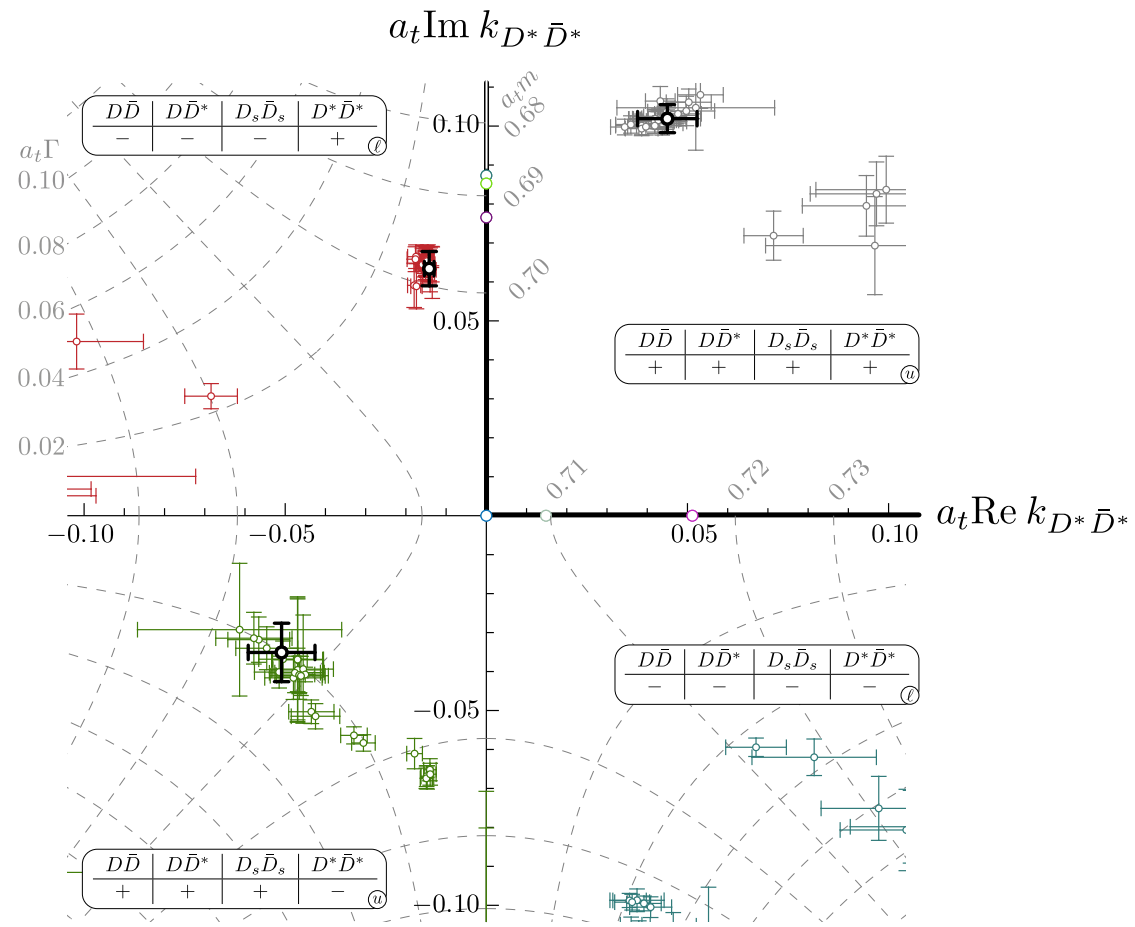 a_t Im k_{D* D̄*}
DD̄ DD̄* D_sD̄_s D*D̄*
− − − + ℓ
a_tm
0.68
0.10
a_tΓ
0.10
0.69
0.08
0.70
0.06
0.05
DD̄ DD̄* D_sD̄_s D*D̄*
+ + + + u
0.04
0.02
0.71 0.72 0.73
a_t Re k_{D* D̄*}
−0.10 −0.05 0.05 0.10
DD̄ DD̄* D_sD̄_s D*D̄*
− − − − ℓ
−0.05
DD̄ DD̄* D_sD̄_s D*D̄*
+ + + − u
−0.10